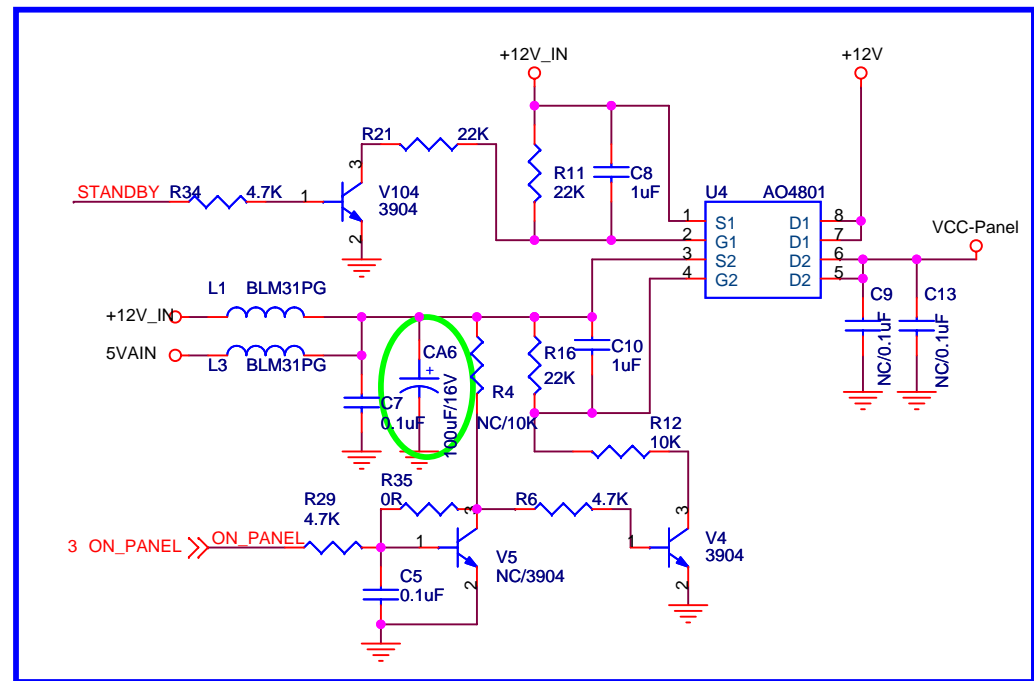 +12V_IN
+12V
R21 22K
3
STANDBY R34 4.7K 1 V104
3904
2
R11
22K
C8
1uF
U4 AO4801
1 S1 D1 8
2 G1 D1 7
3 S2 D2 6
4 G2 D2 5
VCC-Panel
C9
NC/0.1uF
C13
NC/0.1uF
L1 BLM31PG
+12V_IN
5VAIN
L3 BLM31PG
C7
0.1uF
CA6
+
100uF/16V
R4
NC/10K
R16
22K
C10
1uF
R12
10K
R35
0R
R29
4.7K
3 ON_PANEL ON_PANEL
1
3
V5
NC/3904
2
C5
0.1uF
R6 4.7K
1
3
V4
3904
2